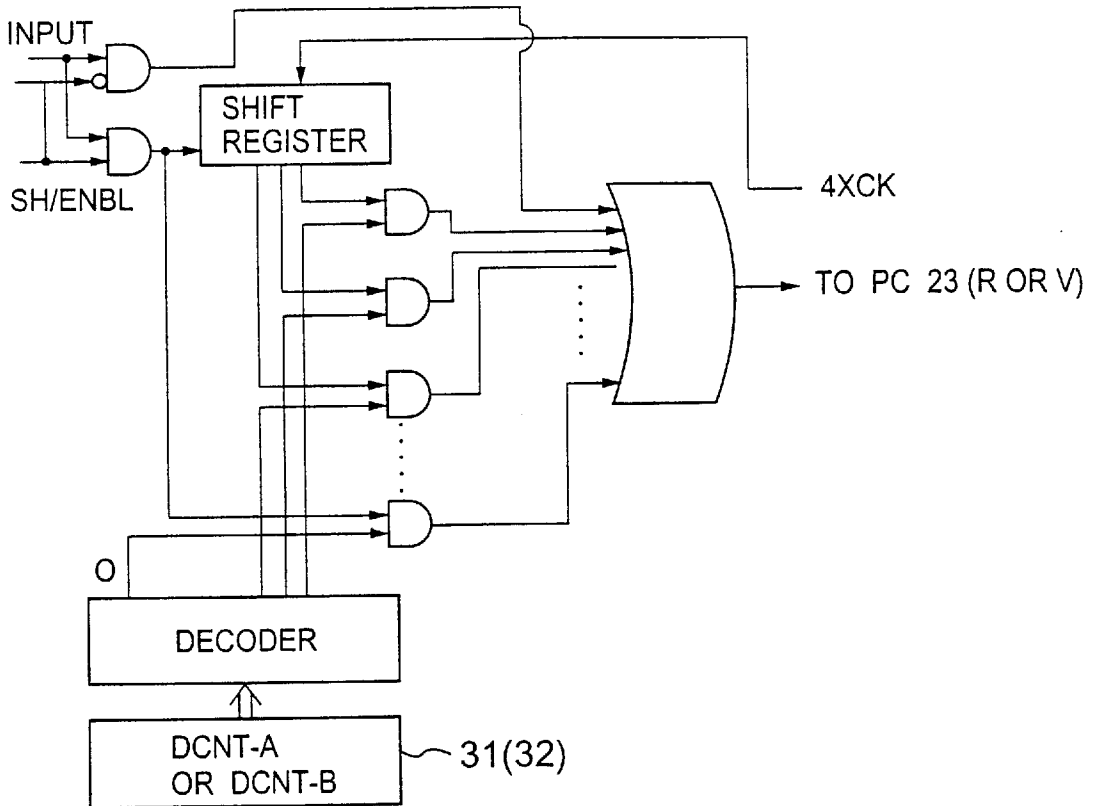 INPUT
SHIFT
REGISTER
SH/ENBL
4XCK
TO PC 23 (R OR V)
O
DECODER
DCNT-A
OR DCNT-B
31(32)